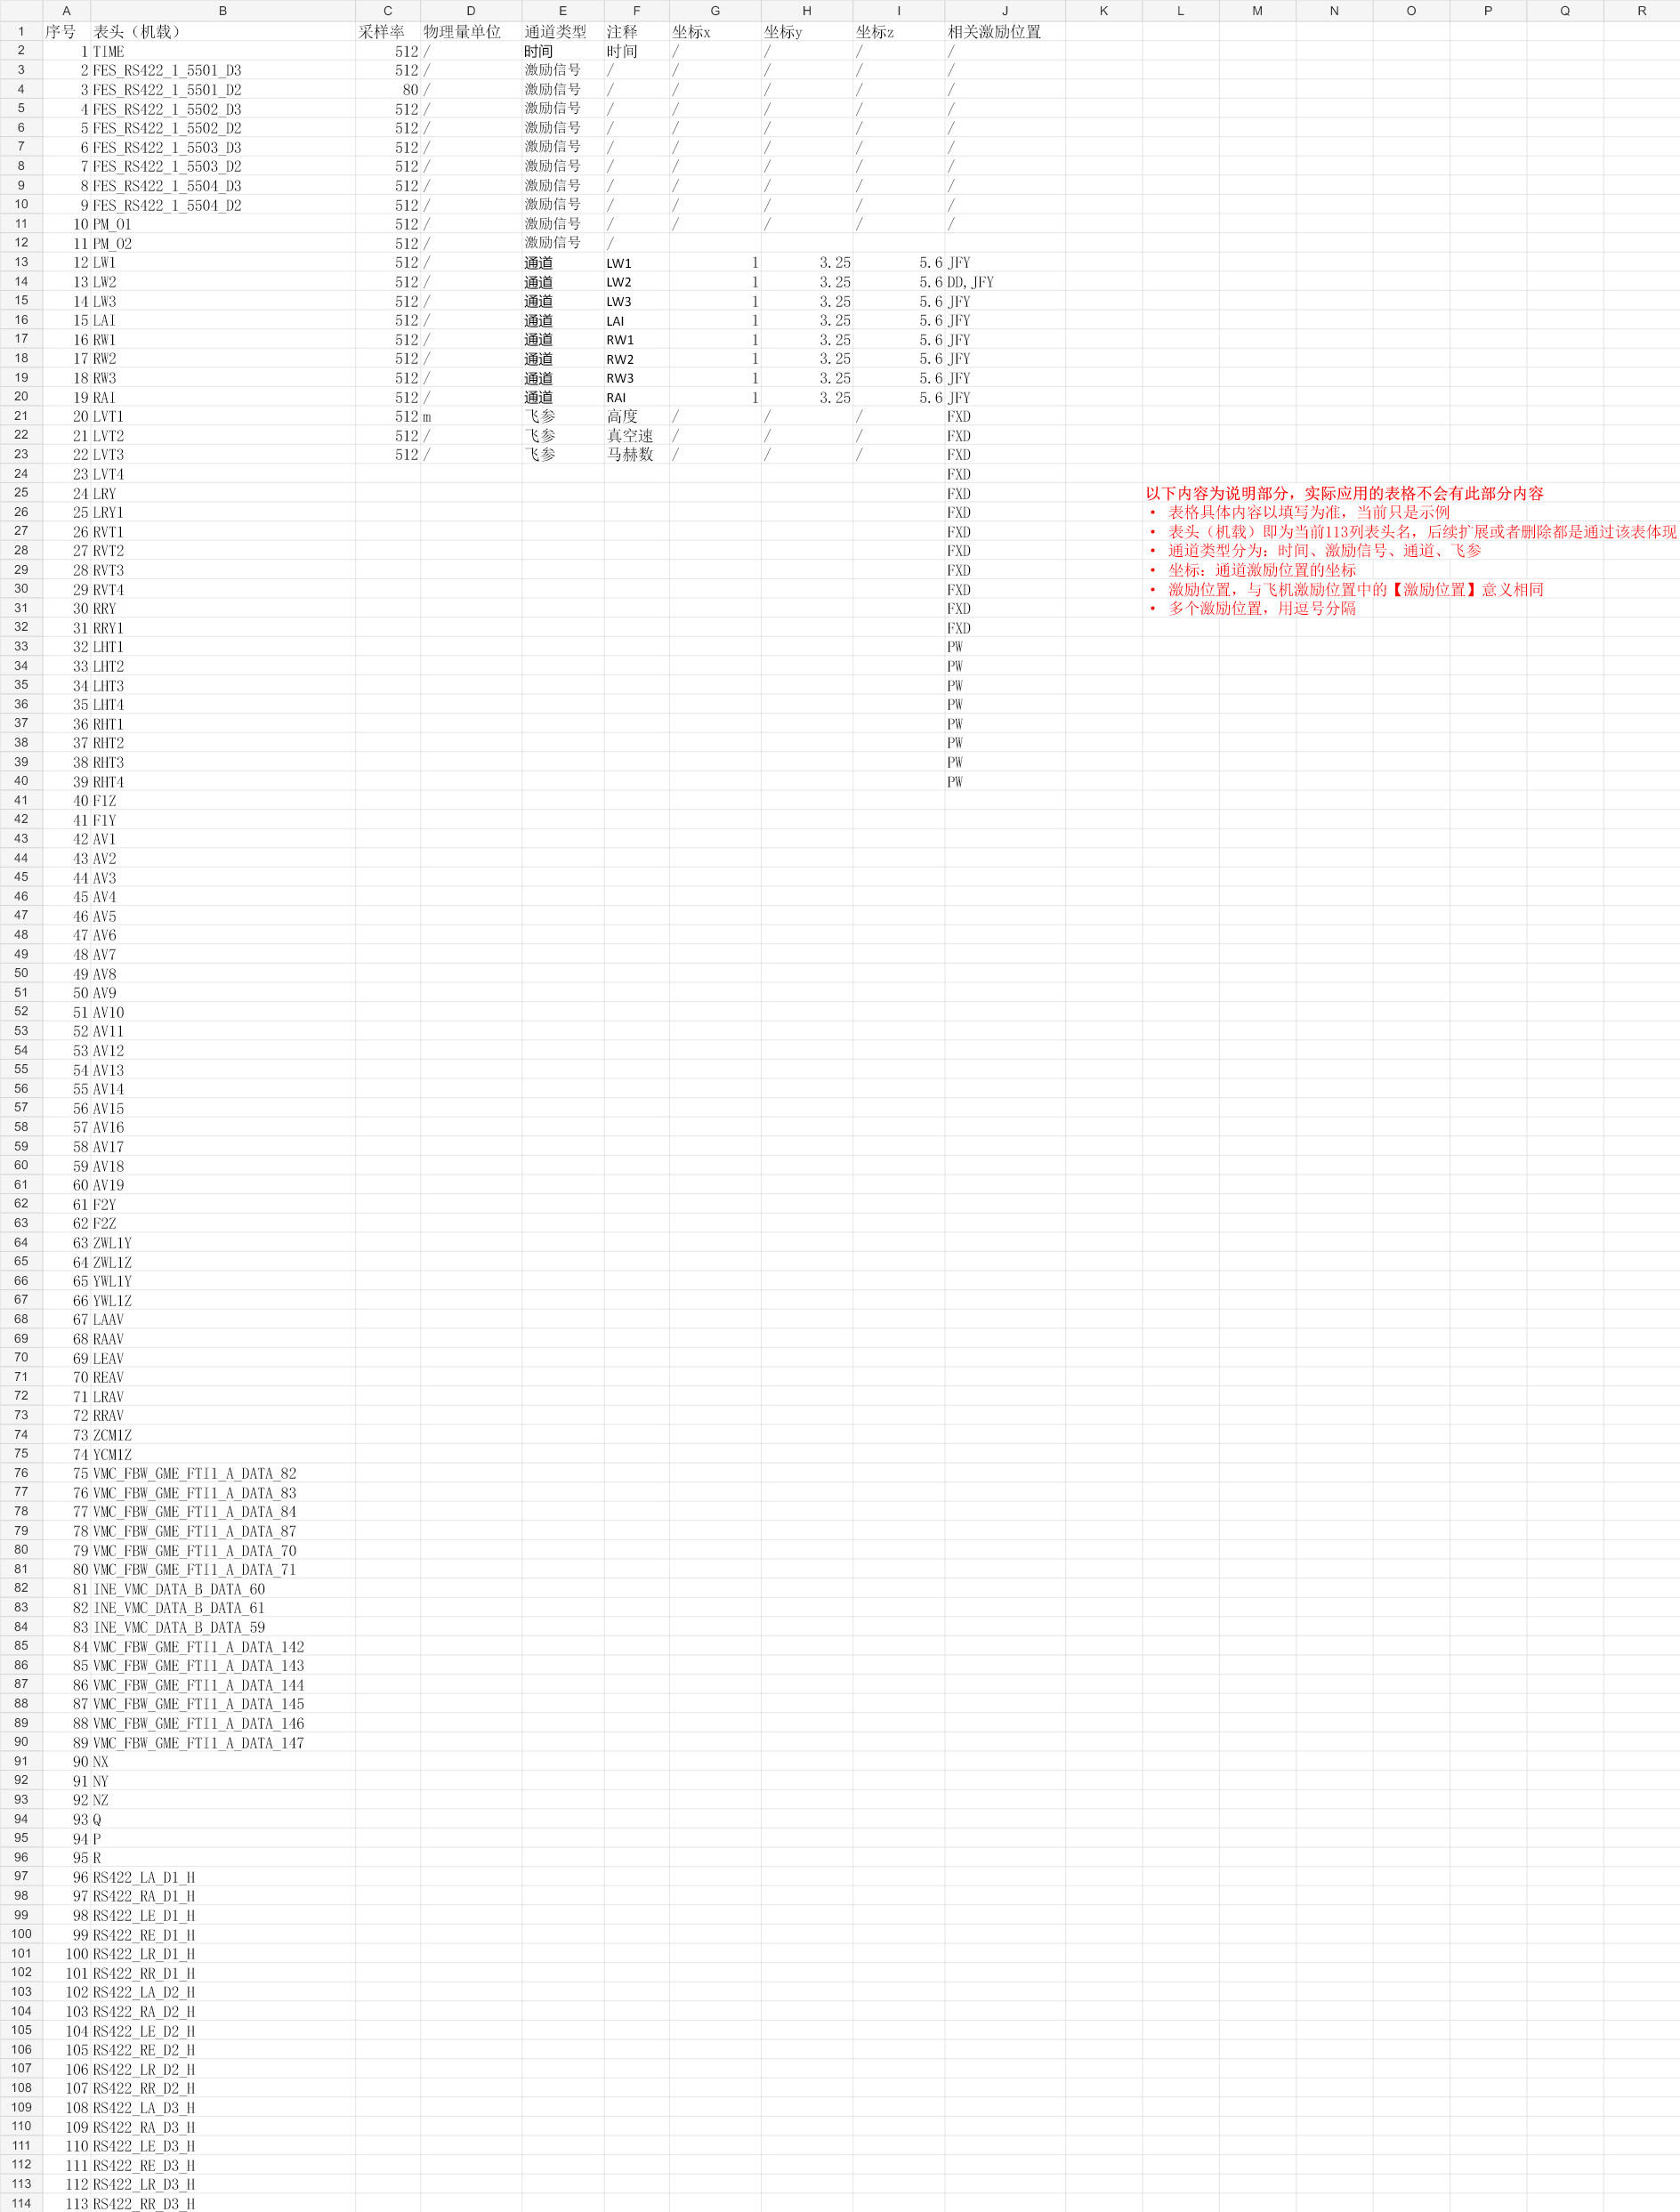 A B C D E F G H I J K L M N O P Q R
1 序号 表头（机载） 采样率 物理量单位 通道类型 注释 坐标x 坐标y 坐标z 相关激励位置
2 1 TIME 512 / 时间 时间 / / / /
3 2 FES_RS422_1_5501_D3 512 / 激励信号 / / / / /
4 3 FES_RS422_1_5501_D2 80 / 激励信号 / / / / /
5 4 FES_RS422_1_5502_D3 512 / 激励信号 / / / / /
6 5 FES_RS422_1_5502_D2 512 / 激励信号 / / / / /
7 6 FES_RS422_1_5503_D3 512 / 激励信号 / / / / /
8 7 FES_RS422_1_5503_D2 512 / 激励信号 / / / / /
9 8 FES_RS422_1_5504_D3 512 / 激励信号 / / / / /
10 9 FES_RS422_1_5504_D2 512 / 激励信号 / / / / /
11 10 PM_O1 512 / 激励信号 / / / / /
12 11 PM_O2 512 / 激励信号 /
13 12 LW1 512 / 通道 LW1 1 3.25 5.6 JFY
14 13 LW2 512 / 通道 LW2 1 3.25 5.6 DD,JFY
15 14 LW3 512 / 通道 LW3 1 3.25 5.6 JFY
16 15 LAI 512 / 通道 LAI 1 3.25 5.6 JFY
17 16 RW1 512 / 通道 RW1 1 3.25 5.6 JFY
18 17 RW2 512 / 通道 RW2 1 3.25 5.6 JFY
19 18 RW3 512 / 通道 RW3 1 3.25 5.6 JFY
20 19 RAI 512 / 通道 RAI 1 3.25 5.6 JFY
21 20 LVT1 512 m 飞参 高度 / / / FXD
22 21 LVT2 512 / 飞参 真空速 / / / FXD
23 22 LVT3 512 / 飞参 马赫数 / / / FXD
24 23 LVT4 FXD
25 24 LRY FXD 以下内容为说明部分，实际应用的表格不会有此部分内容
26 25 LRY1 FXD • 表格具体内容以填写为准，当前只是示例
27 26 RVT1 FXD • 表头（机载）即为当前113列表头名，后续扩展或者删除都是通过该表体现
28 27 RVT2 FXD • 通道类型分为：时间、激励信号、通道、飞参
29 28 RVT3 FXD • 坐标：通道激励位置的坐标
30 29 RVT4 FXD • 激励位置，与飞机激励位置中的【激励位置】意义相同
31 30 RRY FXD • 多个激励位置，用逗号分隔
32 31 RRY1 FXD
33 32 LHT1 PW
34 33 LHT2 PW
35 34 LHT3 PW
36 35 LHT4 PW
37 36 RHT1 PW
38 37 RHT2 PW
39 38 RHT3 PW
40 39 RHT4 PW
41 40 F1Z
42 41 F1Y
43 42 AV1
44 43 AV2
45 44 AV3
46 45 AV4
47 46 AV5
48 47 AV6
49 48 AV7
50 49 AV8
51 50 AV9
52 51 AV10
53 52 AV11
54 53 AV12
55 54 AV13
56 55 AV14
57 56 AV15
58 57 AV16
59 58 AV17
60 59 AV18
61 60 AV19
62 61 F2Y
63 62 F2Z
64 63 ZWL1Y
65 64 ZWL1Z
66 65 YWL1Y
67 66 YWL1Z
68 67 LAAV
69 68 RAAV
70 69 LEAV
71 70 REAV
72 71 LRAV
73 72 RRAV
74 73 ZCM1Z
75 74 YCM1Z
76 75 VMC_FBW_GME_FTI1_A_DATA_82
77 76 VMC_FBW_GME_FTI1_A_DATA_83
78 77 VMC_FBW_GME_FTI1_A_DATA_84
79 78 VMC_FBW_GME_FTI1_A_DATA_87
80 79 VMC_FBW_GME_FTI1_A_DATA_70
81 80 VMC_FBW_GME_FTI1_A_DATA_71
82 81 INE_VMC_DATA_B_DATA_60
83 82 INE_VMC_DATA_B_DATA_61
84 83 INE_VMC_DATA_B_DATA_59
85 84 VMC_FBW_GME_FTI1_A_DATA_142
86 85 VMC_FBW_GME_FTI1_A_DATA_143
87 86 VMC_FBW_GME_FTI1_A_DATA_144
88 87 VMC_FBW_GME_FTI1_A_DATA_145
89 88 VMC_FBW_GME_FTI1_A_DATA_146
90 89 VMC_FBW_GME_FTI1_A_DATA_147
91 90 NX
92 91 NY
93 92 NZ
94 93 Q
95 94 P
96 95 R
97 96 RS422_LA_D1_H
98 97 RS422_RA_D1_H
99 98 RS422_LE_D1_H
100 99 RS422_RE_D1_H
101 100 RS422_LR_D1_H
102 101 RS422_RR_D1_H
103 102 RS422_LA_D2_H
104 103 RS422_RA_D2_H
105 104 RS422_LE_D2_H
106 105 RS422_RE_D2_H
107 106 RS422_LR_D2_H
108 107 RS422_RR_D2_H
109 108 RS422_LA_D3_H
110 109 RS422_RA_D3_H
111 110 RS422_LE_D3_H
112 111 RS422_RE_D3_H
113 112 RS422_LR_D3_H
114 113 RS422_RR_D3_H